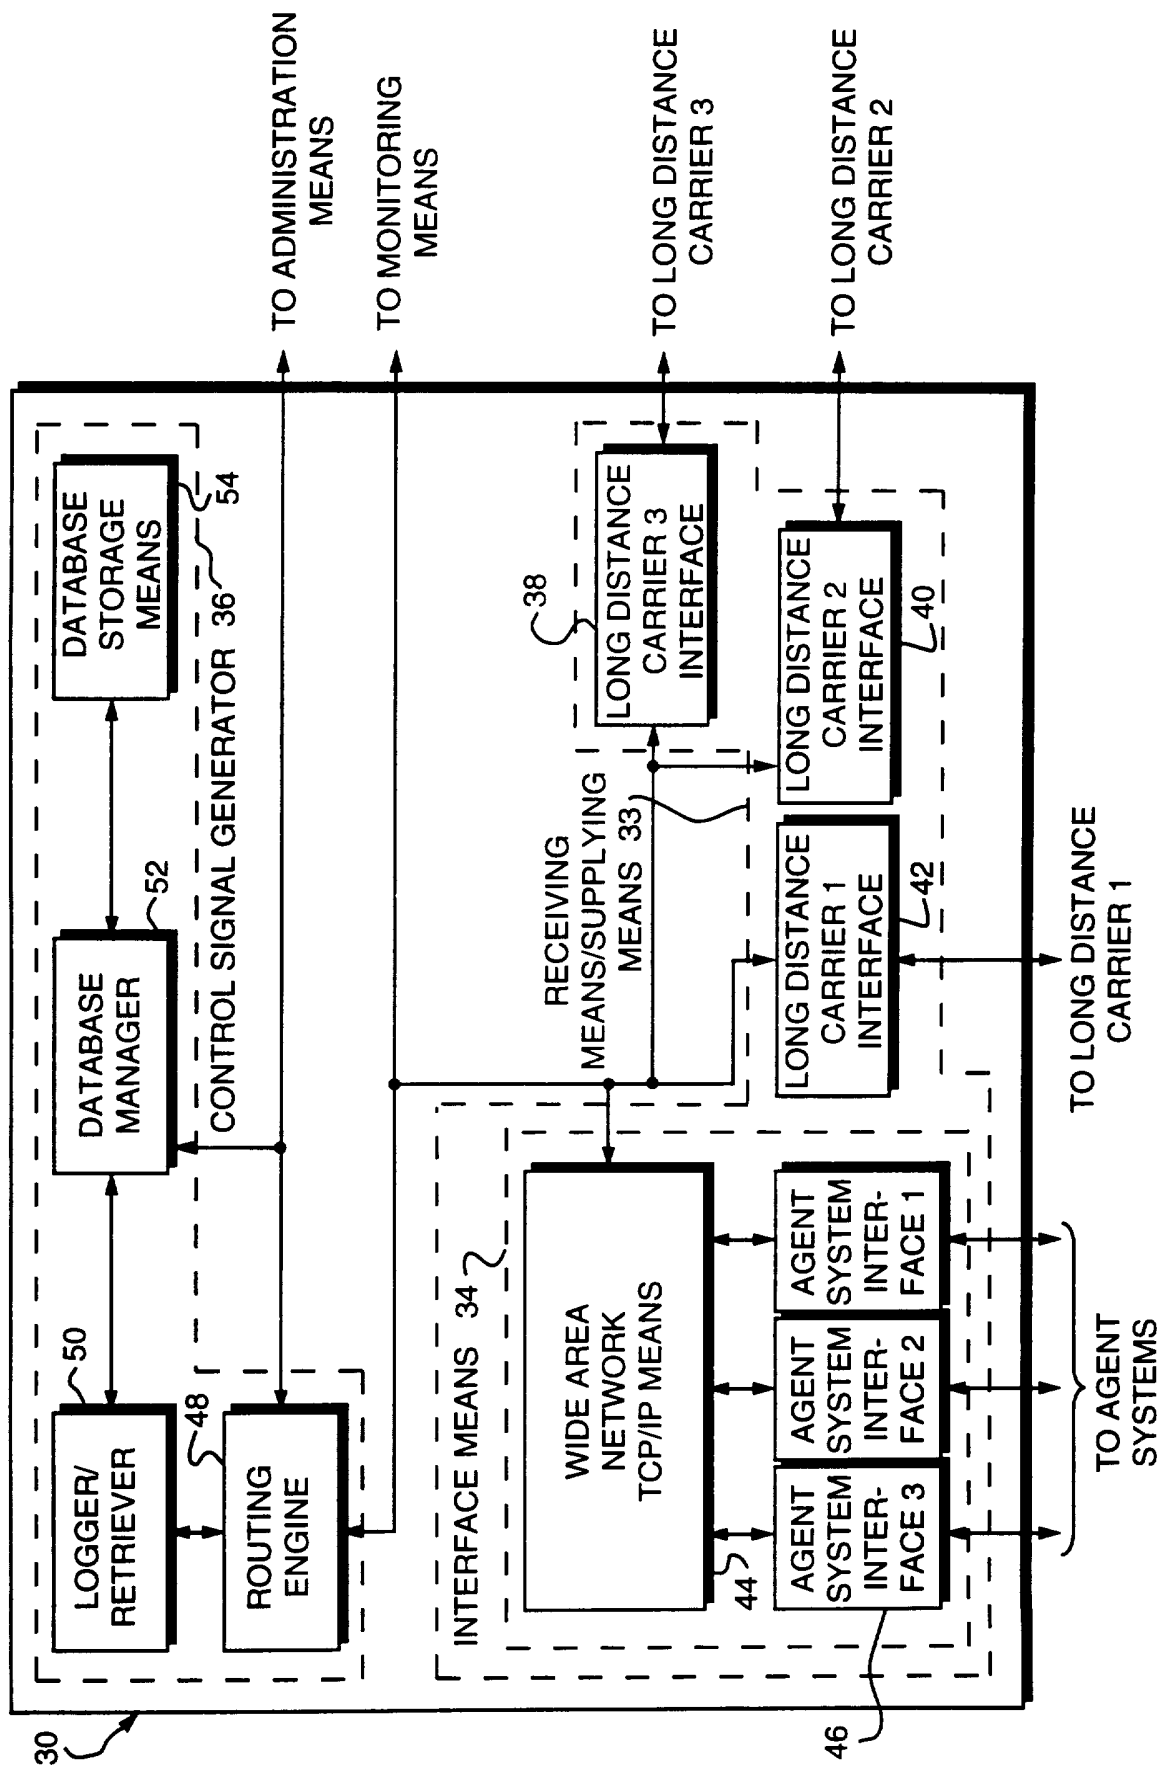 30
LOGGER/
RETRIEVER
50
DATABASE
MANAGER
52
DATABASE
STORAGE
MEANS
54
48
ROUTING
ENGINE
CONTROL SIGNAL GENERATOR 36
TO ADMINISTRATION
MEANS
TO MONITORING
MEANS
INTERFACE MEANS 34
WIDE AREA
NETWORK
TCP/IP MEANS
44
RECEIVING
MEANS/SUPPLYING
MEANS 33
38
LONG DISTANCE
CARRIER 3
INTERFACE
TO LONG DISTANCE
CARRIER 3
AGENT
SYSTEM
INTER-
FACE 3
AGENT
SYSTEM
INTER-
FACE 2
AGENT
SYSTEM
INTER-
FACE 1
46
LONG DISTANCE
CARRIER 1
INTERFACE
42
LONG DISTANCE
CARRIER 2
INTERFACE
40
TO LONG DISTANCE
CARRIER 2
TO AGENT
SYSTEMS
TO LONG DISTANCE
CARRIER 1